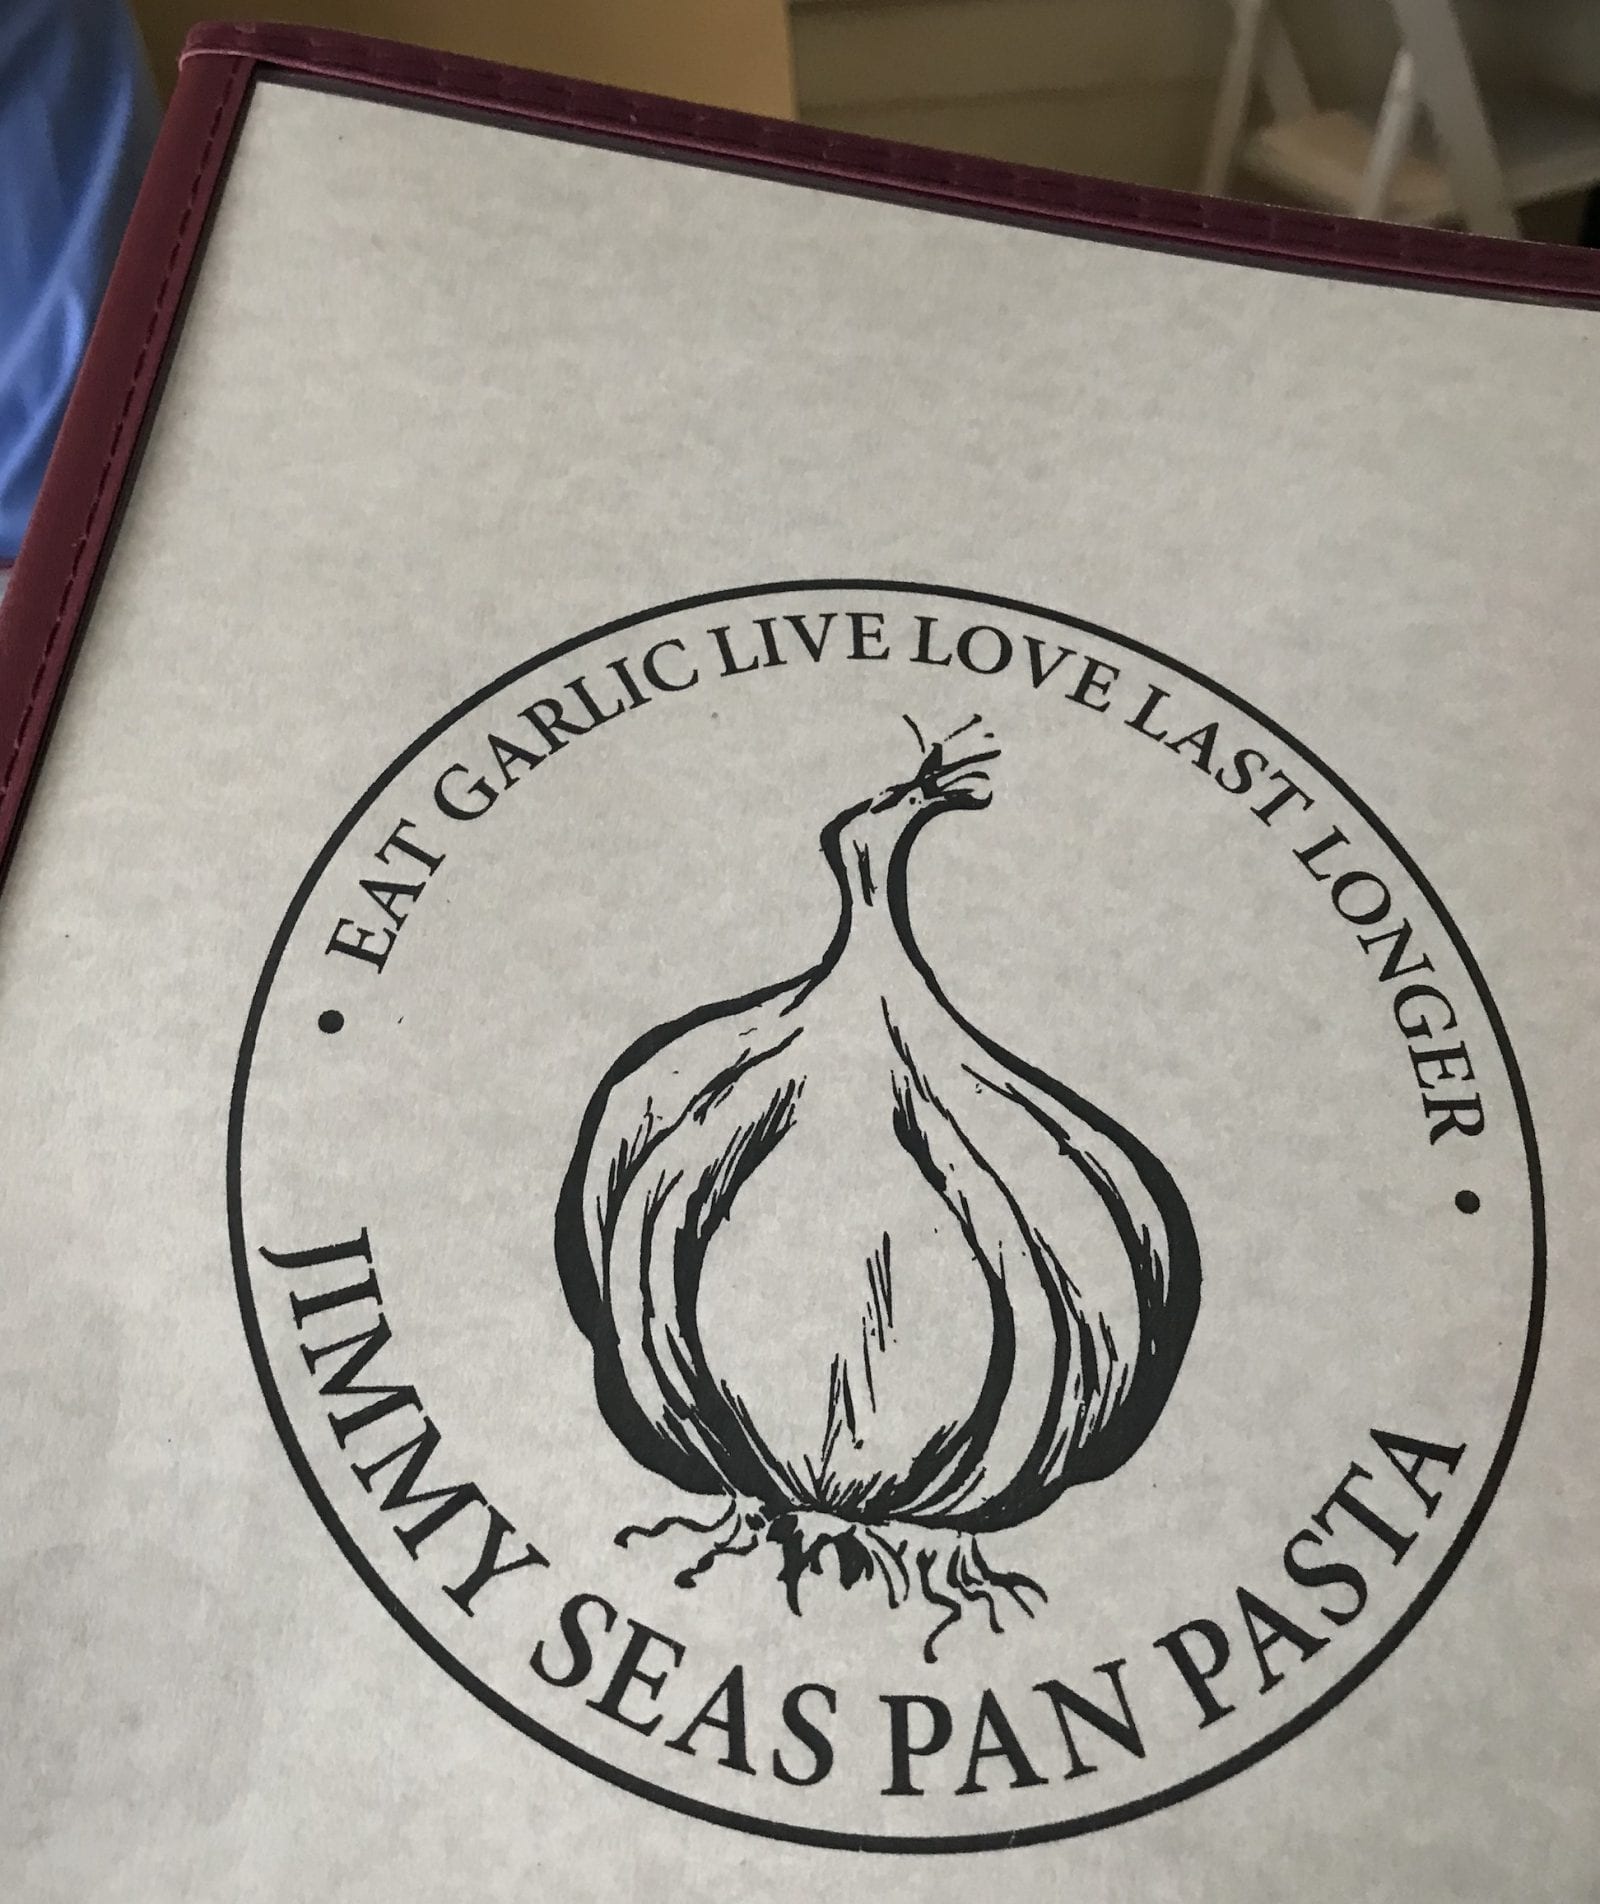 • EAT GARLIC LIVE LOVE LAST LONGER •
JIMMY SEAS PAN PASTA